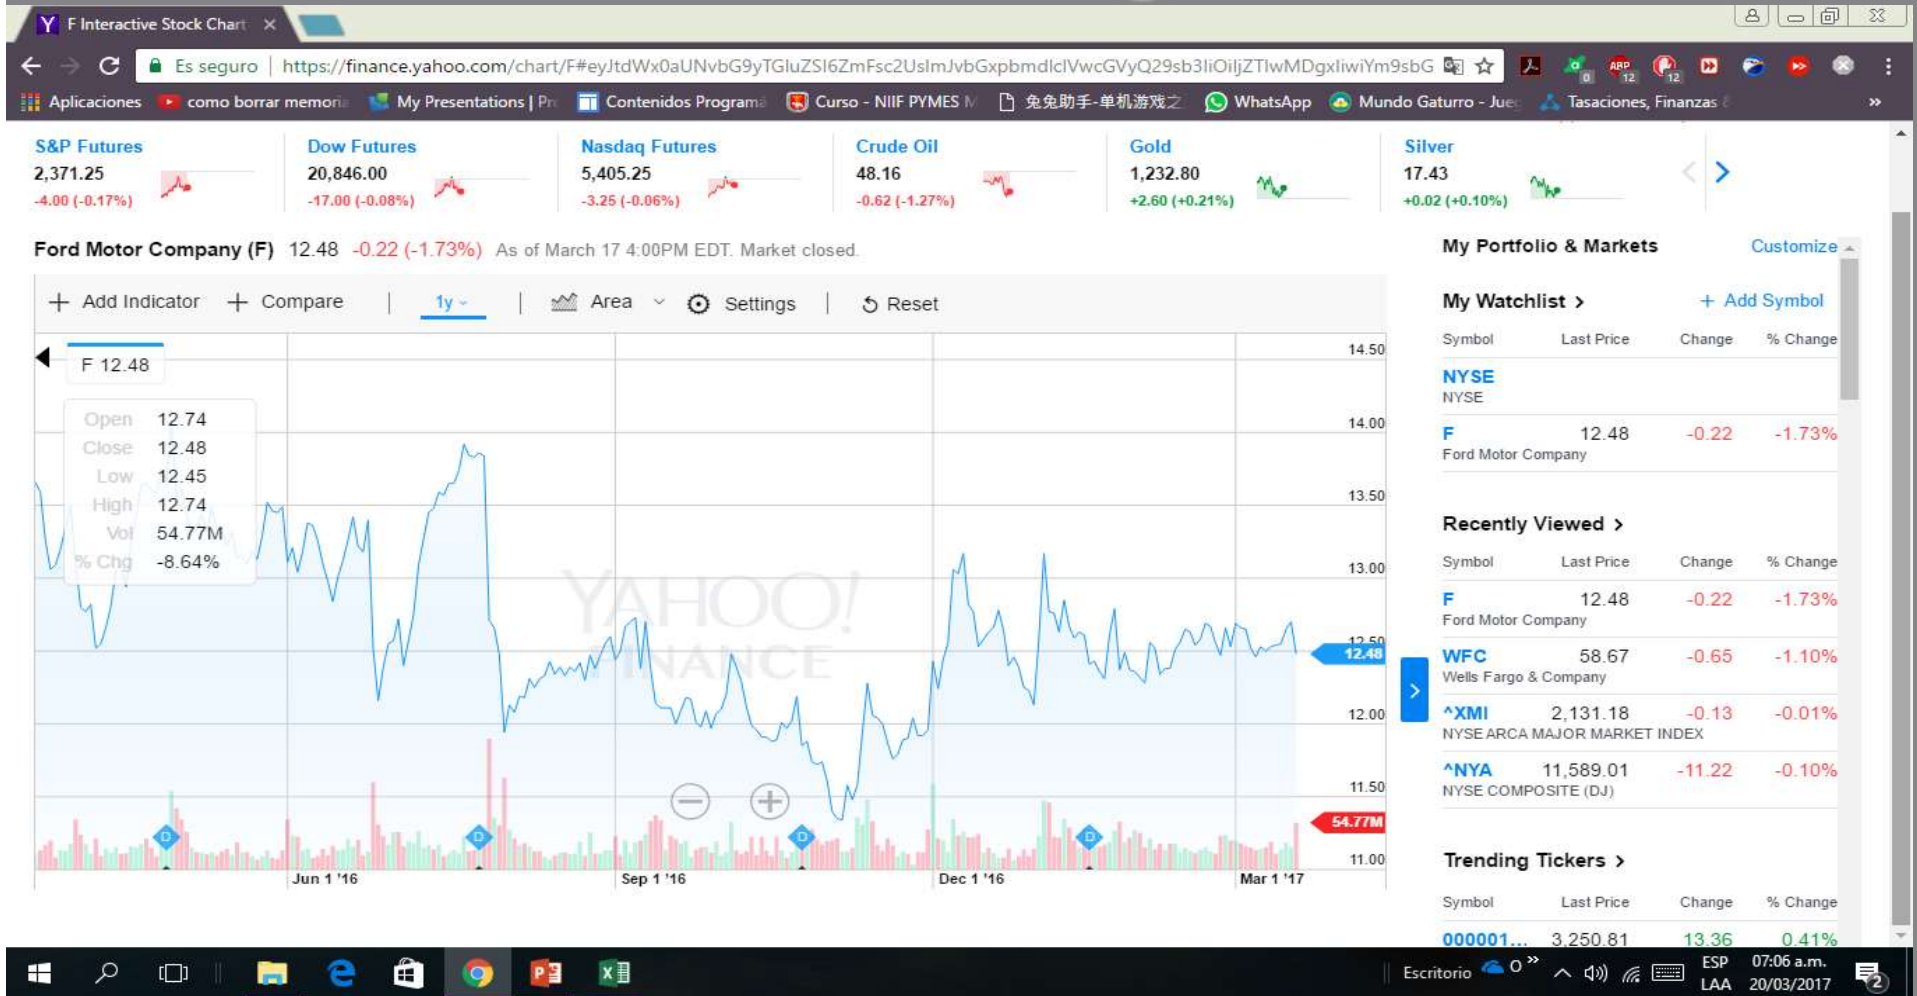 F Interactive Stock Chart
Es seguro | https://finance.yahoo.com/chart/F#eyJtdWx0aUNvbG9yTGluZSI6ZmFsc2UsImJvbGxpbmdlclVwcGVyQ29sb3IiOiIjZTIwMDgxIiwiYm9sbG
Aplicaciones como borrar memori My Presentations | Pr Contenidos Programá Curso - NIIF PYMES M 兔兔助手-单机游戏之 WhatsApp Mundo Gaturro - Jue Tasaciones, Finanzas
S&P Futures Dow Futures Nasdaq Futures Crude Oil Gold Silver
2,371.25 20,846.00 5,405.25 48.16 1,232.80 17.43
-4.00 (-0.17%) -17.00 (-0.08%) -3.25 (-0.06%) -0.62 (-1.27%) +2.60 (+0.21%) +0.02 (+0.10%)
Ford Motor Company (F) 12.48 -0.22 (-1.73%) As of March 17 4:00PM EDT. Market closed.
+ Add Indicator + Compare | 1y | Area Settings | Reset
F 12.48
Open 12.74
Close 12.48
Low 12.45
High 12.74
Vol 54.77M
% Chg -8.64%
14.50
14.00
13.50
13.00
12.50
12.48
12.00
11.50
54.77M
11.00
YAHOO!
FINANCE
D D D D
Jun 1 '16 Sep 1 '16 Dec 1 '16 Mar 1 '17
My Portfolio & Markets Customize
My Watchlist > + Add Symbol
Symbol Last Price Change % Change
NYSE
NYSE
F 12.48 -0.22 -1.73%
Ford Motor Company
Recently Viewed >
Symbol Last Price Change % Change
F 12.48 -0.22 -1.73%
Ford Motor Company
WFC 58.67 -0.65 -1.10%
Wells Fargo & Company
^XMI 2,131.18 -0.13 -0.01%
NYSE ARCA MAJOR MARKET INDEX
^NYA 11,589.01 -11.22 -0.10%
NYSE COMPOSITE (DJ)
Trending Tickers >
Symbol Last Price Change % Change
000001... 3,250.81 13.36 0.41%
Escritorio
ESP 07:06 a.m.
LAA 20/03/2017
2